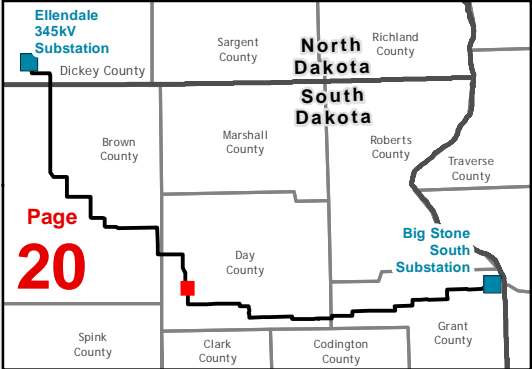 Ellendale
345kV
Substation
Dickey County
Sargent
County
North
Dakota
Richland
County
South
Dakota
Brown
County
Marshall
County
Roberts
County
Traverse
County
Page
20
Day
County
Big Stone
South
Substation
Spink
County
Clark
County
Codington
County
Grant
County